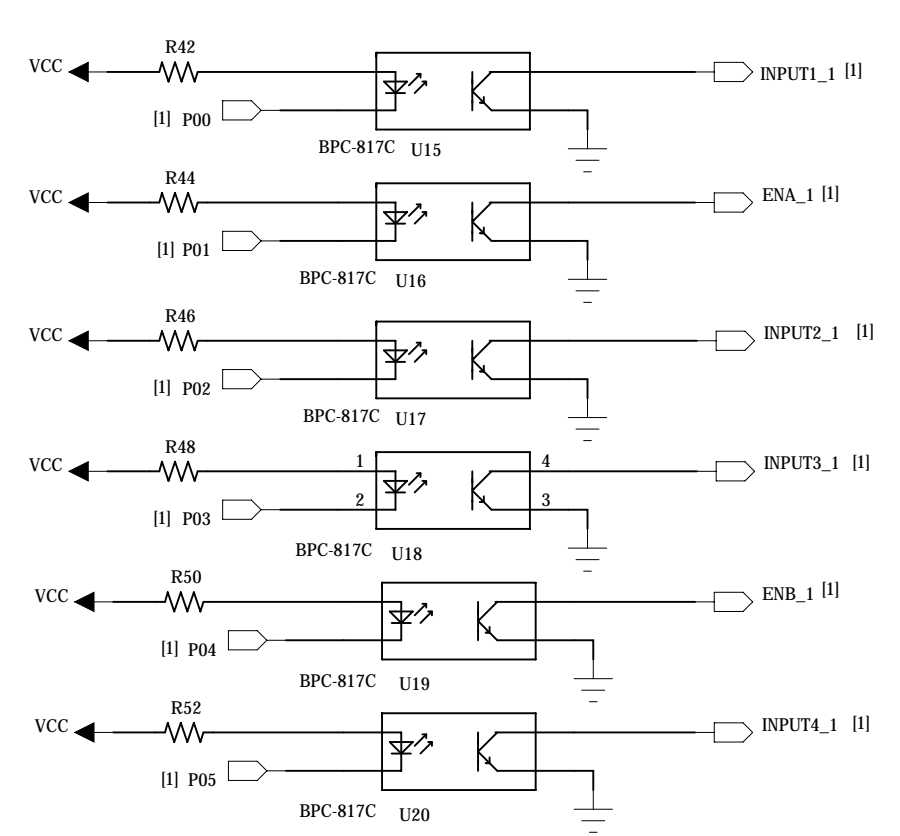 R42
VCC
INPUT1_1 [1]
[1] P00
BPC-817C U15
R44
VCC
ENA_1 [1]
[1] P01
BPC-817C U16
R46
VCC
INPUT2_1 [1]
[1] P02
BPC-817C U17
R48
VCC
1
4
INPUT3_1 [1]
2
3
[1] P03
BPC-817C U18
R50
VCC
ENB_1 [1]
[1] P04
BPC-817C U19
R52
VCC
INPUT4_1 [1]
[1] P05
BPC-817C U20